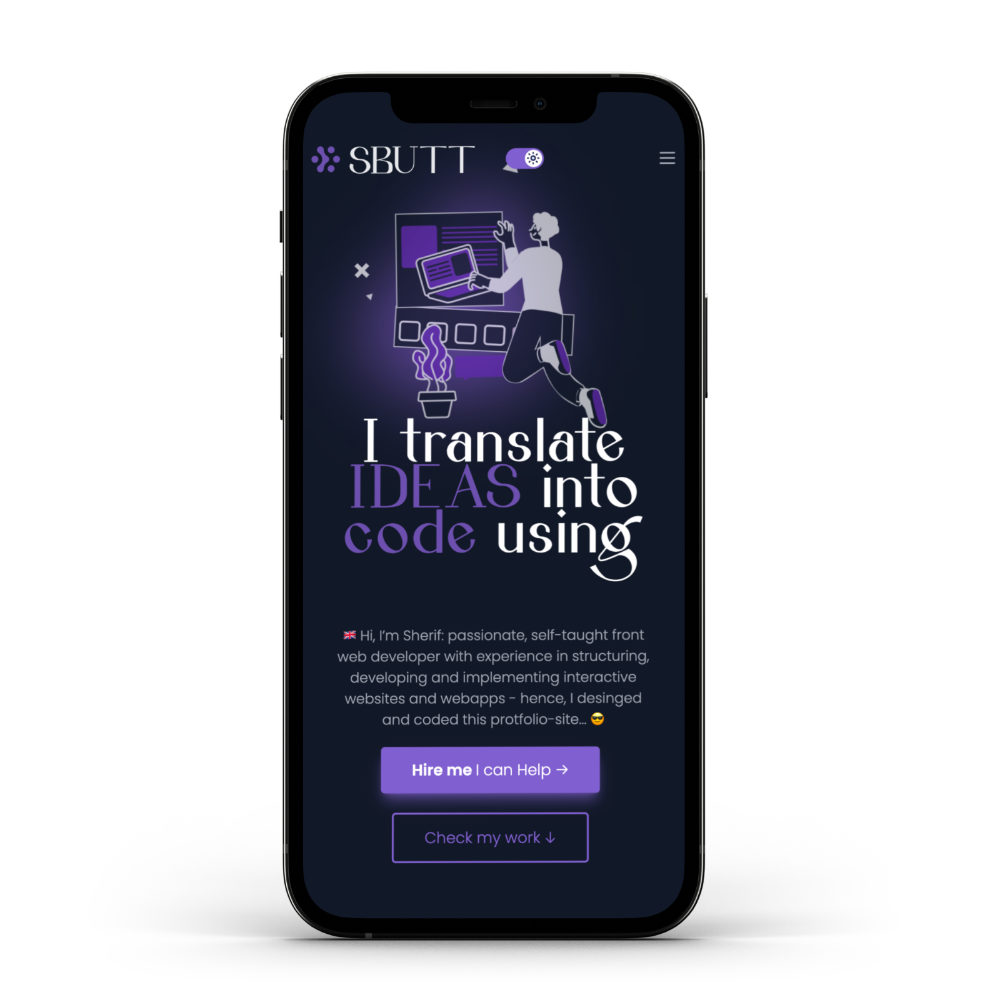 SBUTT
I translate
IDEAS into
code using
🇬🇧 Hi, I'm Sherif: passionate, self-taught front
web developer with experience in structuring,
developing and implementing interactive
websites and webapps - hence, I desinged
and coded this protfolio-site... 😎
Hire me I can Help →
Check my work ↓